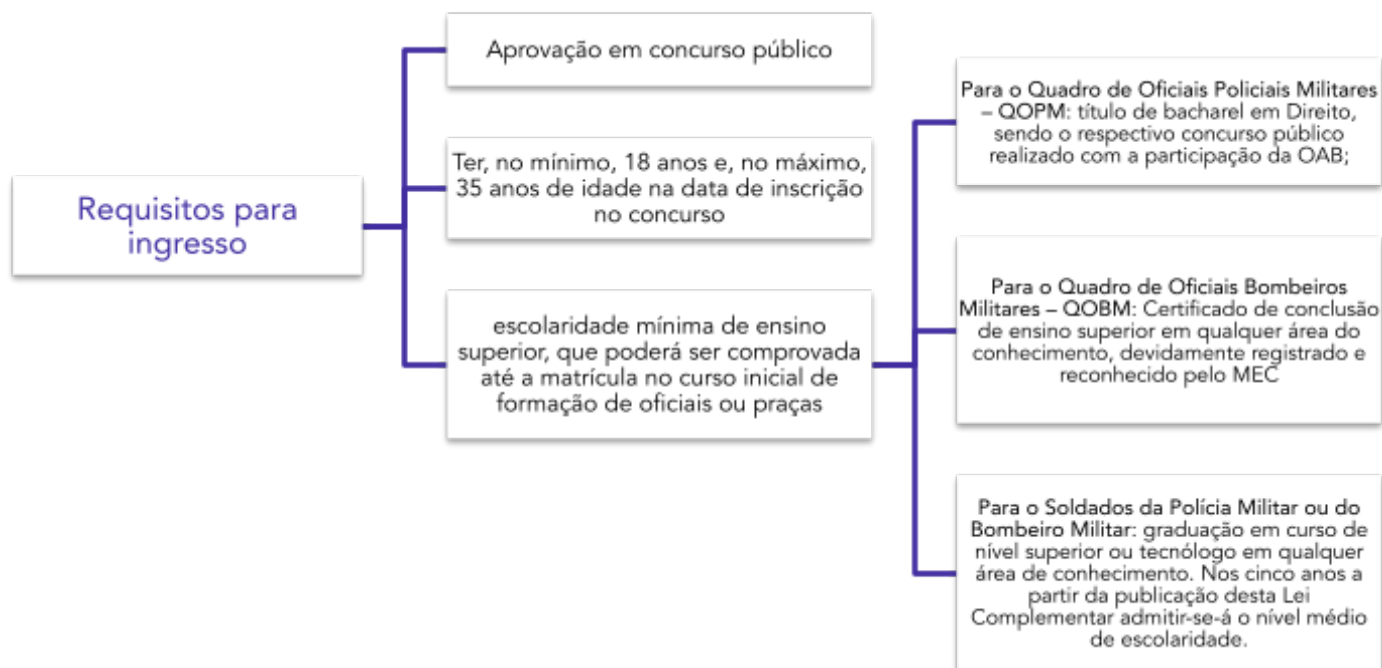 Requisitos para
ingresso
Aprovação em concurso público
Ter, no mínimo, 18 anos e, no máximo,
35 anos de idade na data de inscrição
no concurso
escolaridade mínima de ensino
superior, que poderá ser comprovada
até a matrícula no curso inicial de
formação de oficiais ou praças
Para o Quadro de Oficiais Policiais Militares
– QOPM: título de bacharel em Direito,
sendo o respectivo concurso público
realizado com a participação da OAB;
Para o Quadro de Oficiais Bombeiros
Militares – QOBM: Certificado de conclusão
de ensino superior em qualquer área do
conhecimento, devidamente registrado e
reconhecido pelo MEC
Para o Soldados da Polícia Militar ou do
Bombeiro Militar: graduação em curso de
nível superior ou tecnólogo em qualquer
área de conhecimento. Nos cinco anos a
partir da publicação desta Lei
Complementar admitir-se-á o nível médio
de escolaridade.